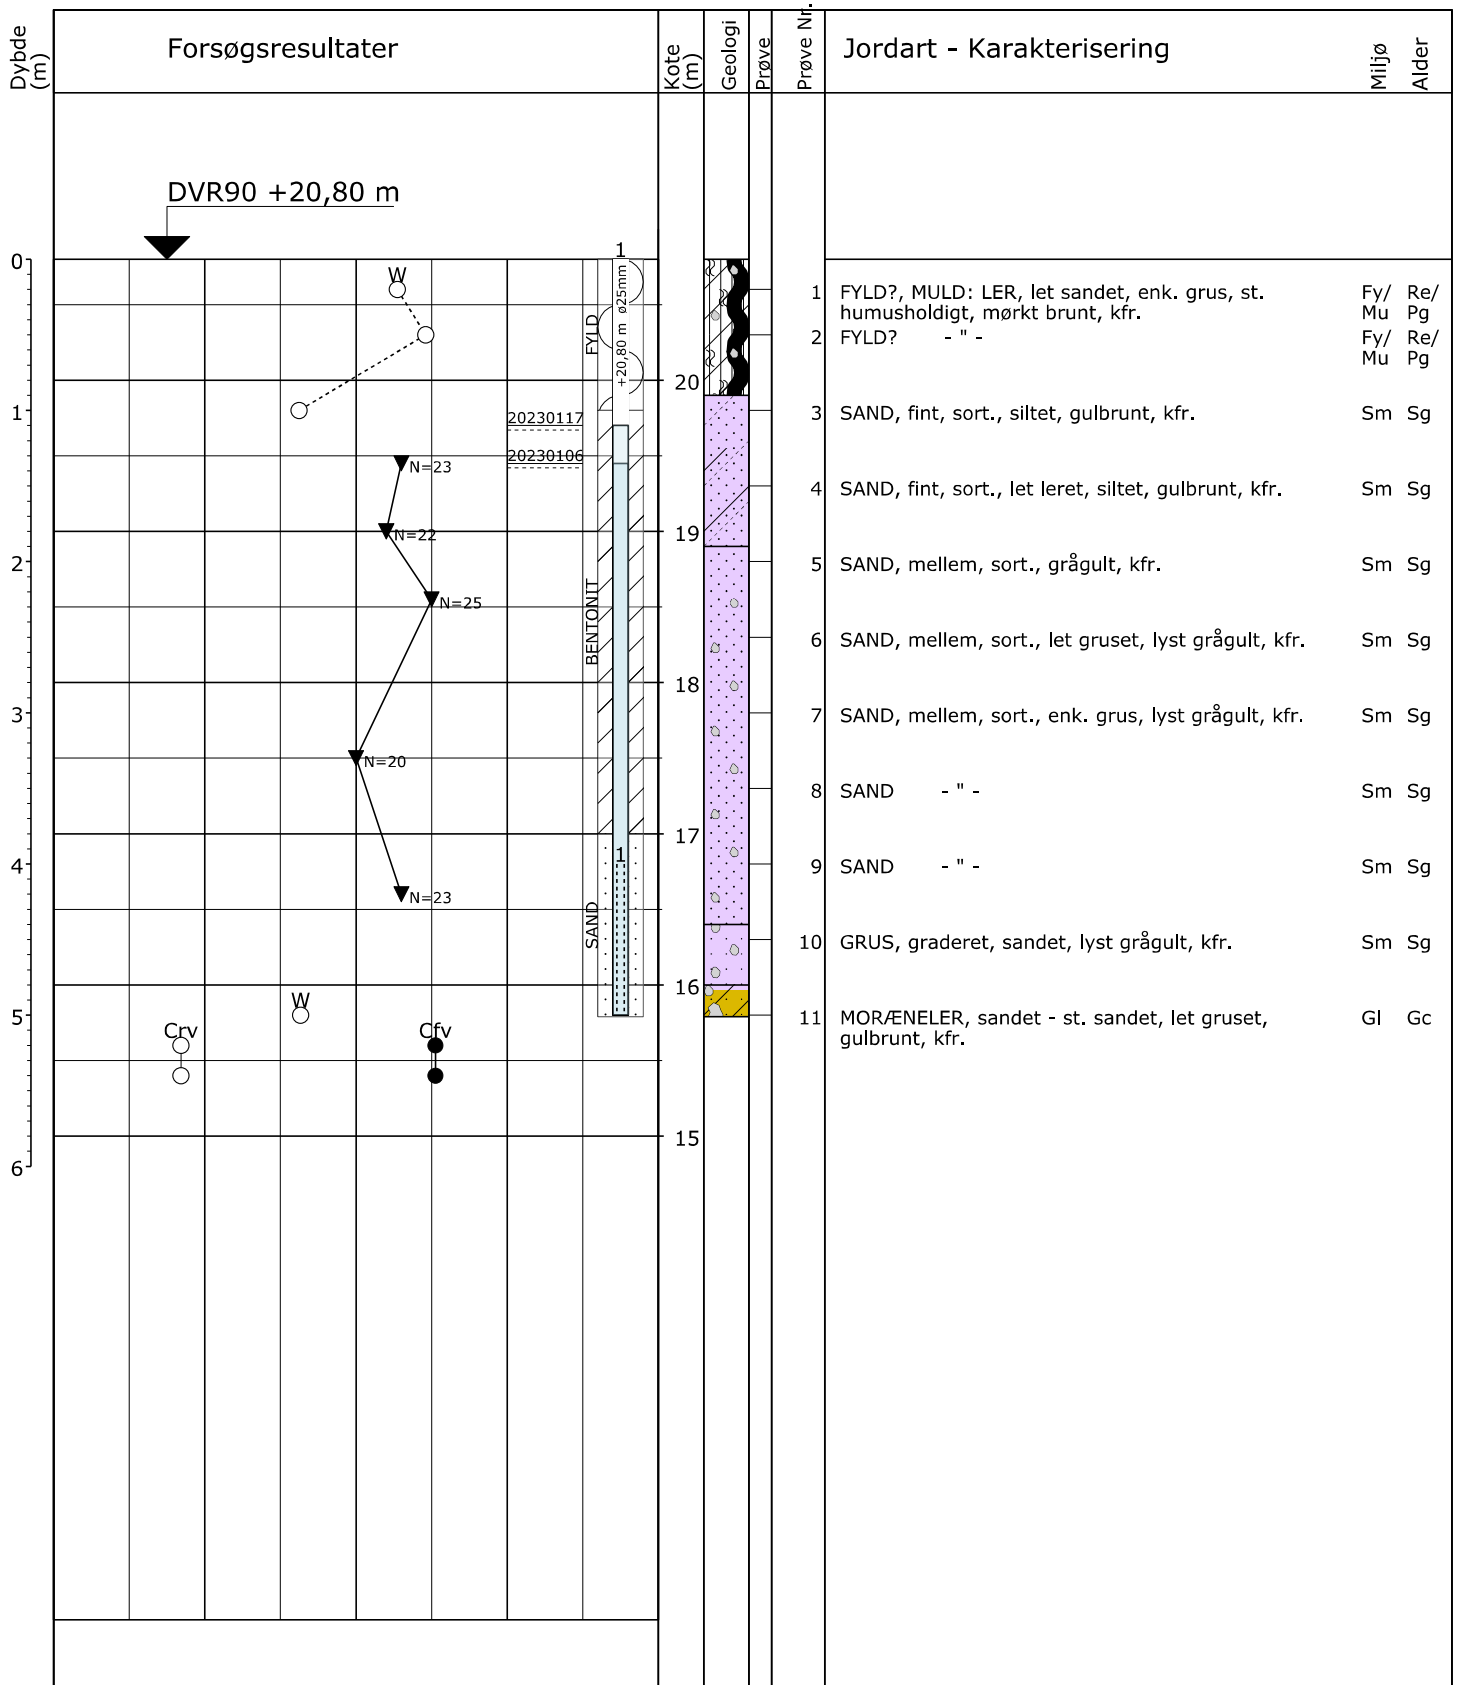 Dybde
(m)
Forsøgsresultater
Kote
(m)
Geologi
Prøve
Prøve Nr.
Jordart - Karakterisering
Miljø
Alder
DVR90 +20,80 m
0
1
2
3
4
5
6
W
N=23
N=22
N=25
N=20
N=23
W
Crv
Cfv
20230117
20230106
1
+20,80 m ø25mm
FYLD
BENTONIT
SAND
1
20
19
18
17
16
15
1 FYLD?, MULD: LER, let sandet, enk. grus, st. Fy/ Re/
humusholdigt, mørkt brunt, kfr. Mu Pg
2 FYLD? - " - Fy/ Re/
Mu Pg
3 SAND, fint, sort., siltet, gulbrunt, kfr. Sm Sg
4 SAND, fint, sort., let leret, siltet, gulbrunt, kfr. Sm Sg
5 SAND, mellem, sort., grågult, kfr. Sm Sg
6 SAND, mellem, sort., let gruset, lyst grågult, kfr. Sm Sg
7 SAND, mellem, sort., enk. grus, lyst grågult, kfr. Sm Sg
8 SAND - " - Sm Sg
9 SAND - " - Sm Sg
10 GRUS, graderet, sandet, lyst grågult, kfr. Sm Sg
11 MORÆNELER, sandet - st. sandet, let gruset, Gl Gc
gulbrunt, kfr.